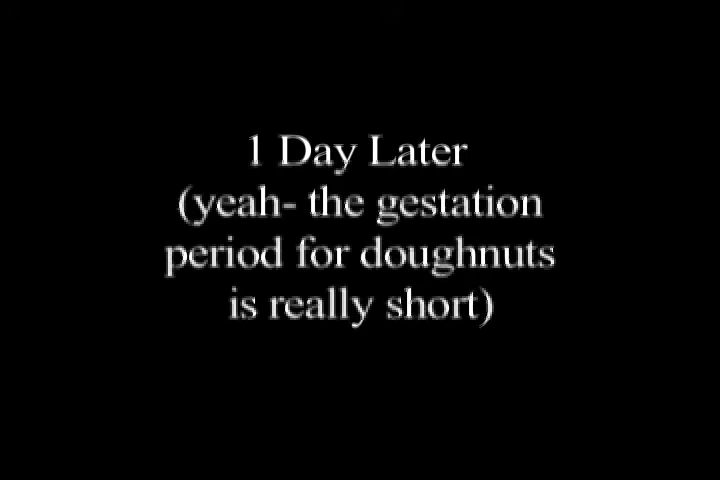 1 Day Later
(yeah- the gestation
period for doughnuts
is really short)